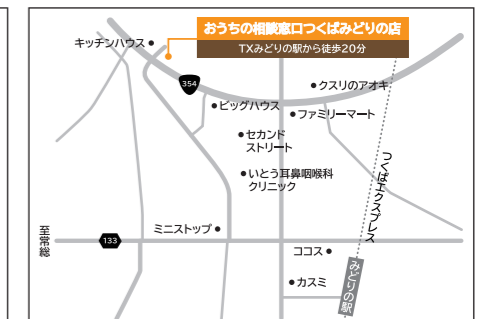 おうちの相談窓口つくばみどりの店
TXみどりの駅から徒歩20分
キッチンハウス
354
クスリのアオキ
ビッグハウス
ファミリーマート
セカンド
ストリート
いとう耳鼻咽喉科
クリニック
つくばエクスプレス
至常総
133
ミニストップ
ココス
カスミ
みどりの駅